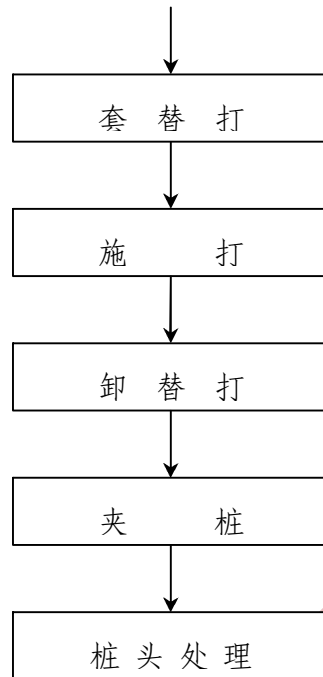 套 替 打
施 打
卸 替 打
夹 桩
桩 头 处 理